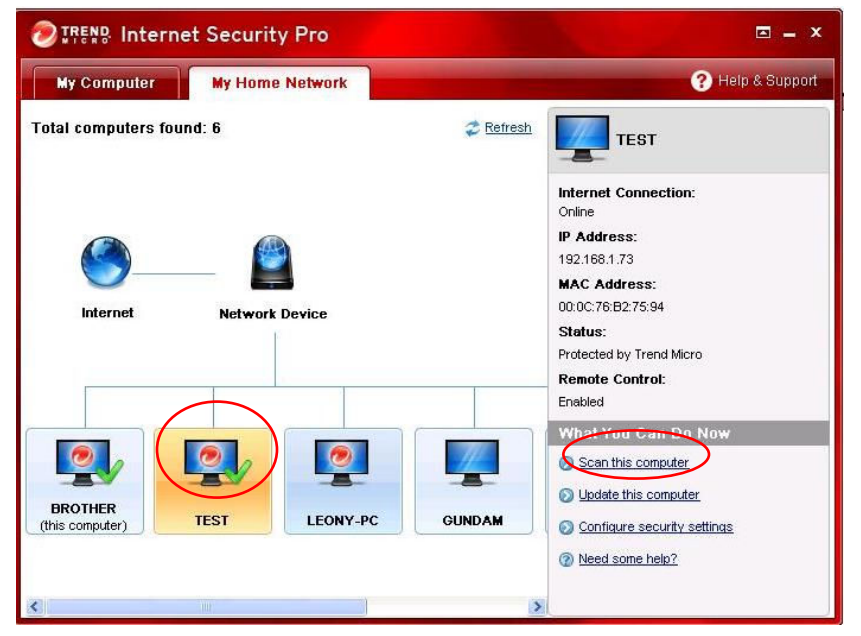 TREND MICRO Internet Security Pro
My Computer
My Home Network
Help & Support
Total computers found: 6
Refresh
Internet
Network Device
BROTHER
(this computer)
TEST
LEONY-PC
GUNDAM
TEST
Internet Connection:
Online
IP Address:
192.168.1.73
MAC Address:
00:0C:76:B2:75:94
Status:
Protected by Trend Micro
Remote Control:
Enabled
What You Can Do Now
Scan this computer
Update this computer
Configure security settings
Need some help?